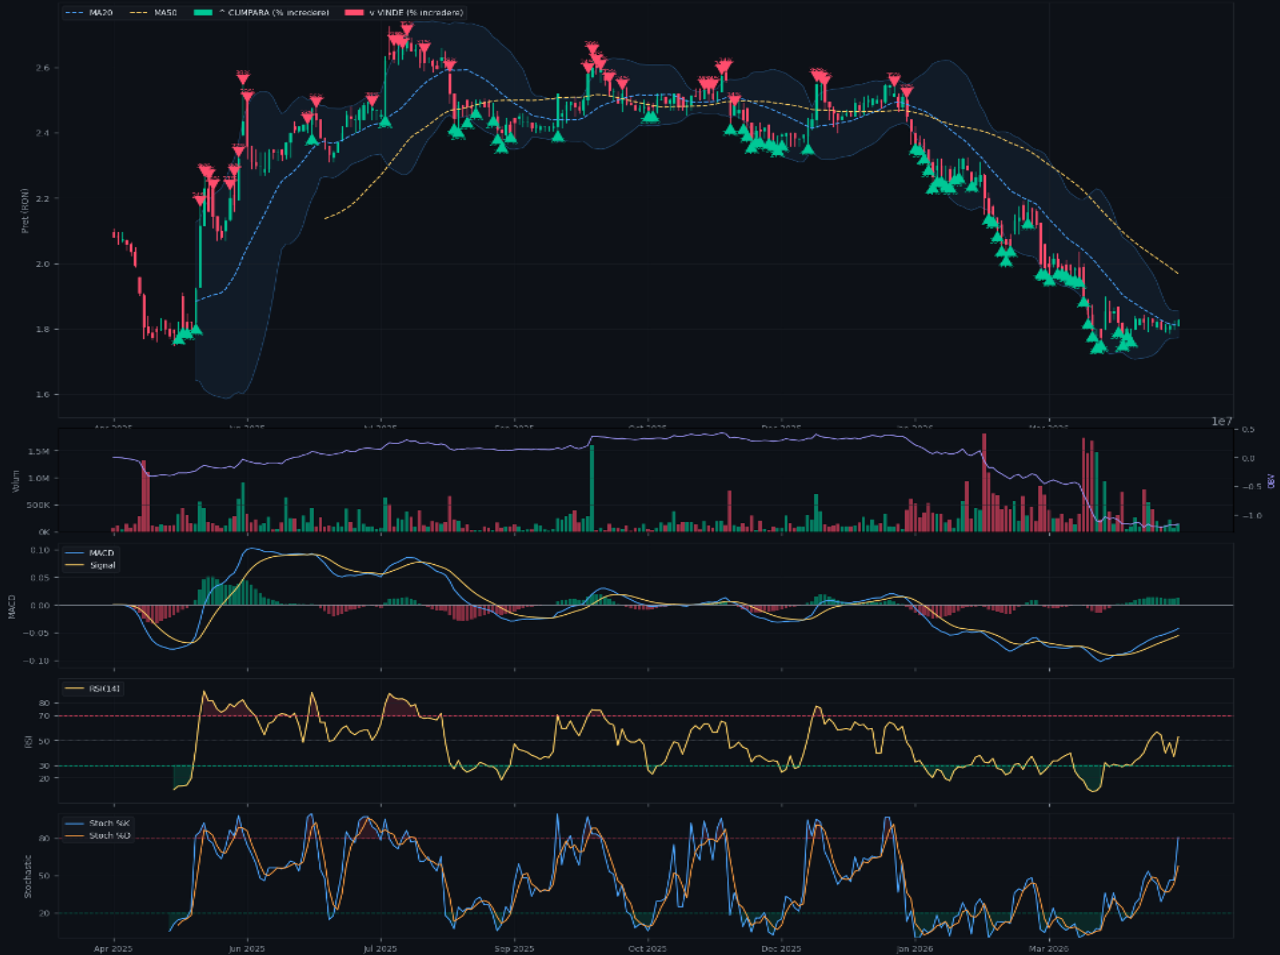 MA20 MA50 ^ CUMPARA (% incredere) v VINDE (% incredere)
2.6
2.4
2.2
2.0
1.8
1.6
Pret (RON)
1e7
1.5M
1.0M
500K
0K
Volum
0.5
0.0
−0.5
−1.0
OBV
MACD
Signal
0.10
0.05
0.00
−0.05
−0.10
MACD
RSI(14)
80
70
50
30
20
RSI
Stoch %K
Stoch %D
80
50
20
Stochastic
Apr 2025 Jun 2025 Jul 2025 Sep 2025 Oct 2025 Dec 2025 Jan 2026 Mar 2026